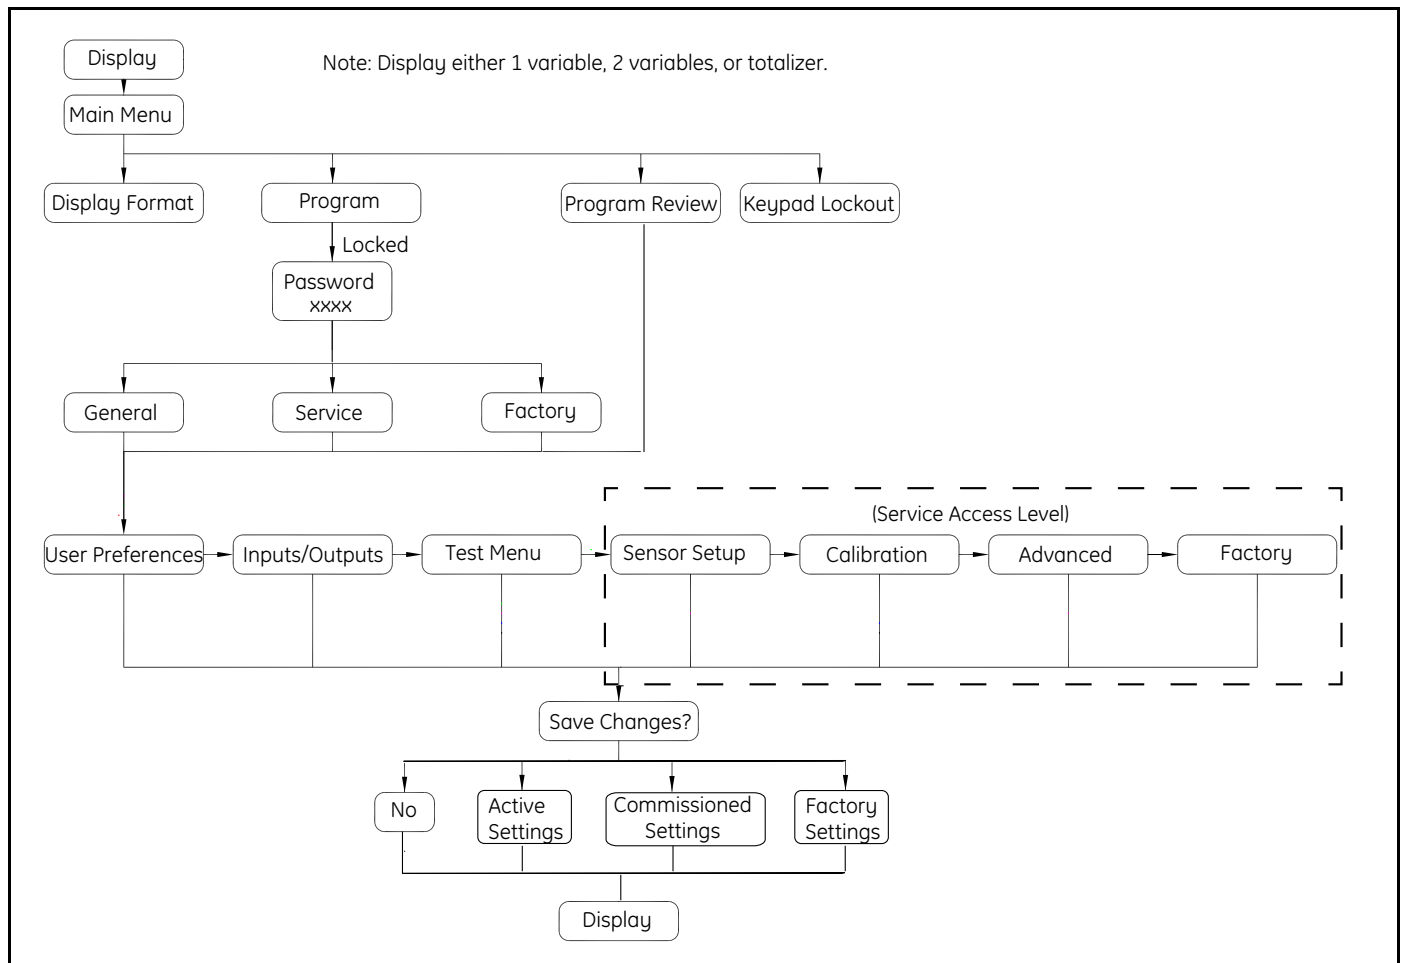 Display
Note: Display either 1 variable, 2 variables, or totalizer.
Main Menu
Display Format
Program
Program Review
Keypad Lockout
Locked
Password
xxxx
General
Service
Factory
(Service Access Level)
User Preferences
Inputs/Outputs
Test Menu
Sensor Setup
Calibration
Advanced
Factory
Save Changes?
No
Active
Settings
Commissioned
Settings
Factory
Settings
Display